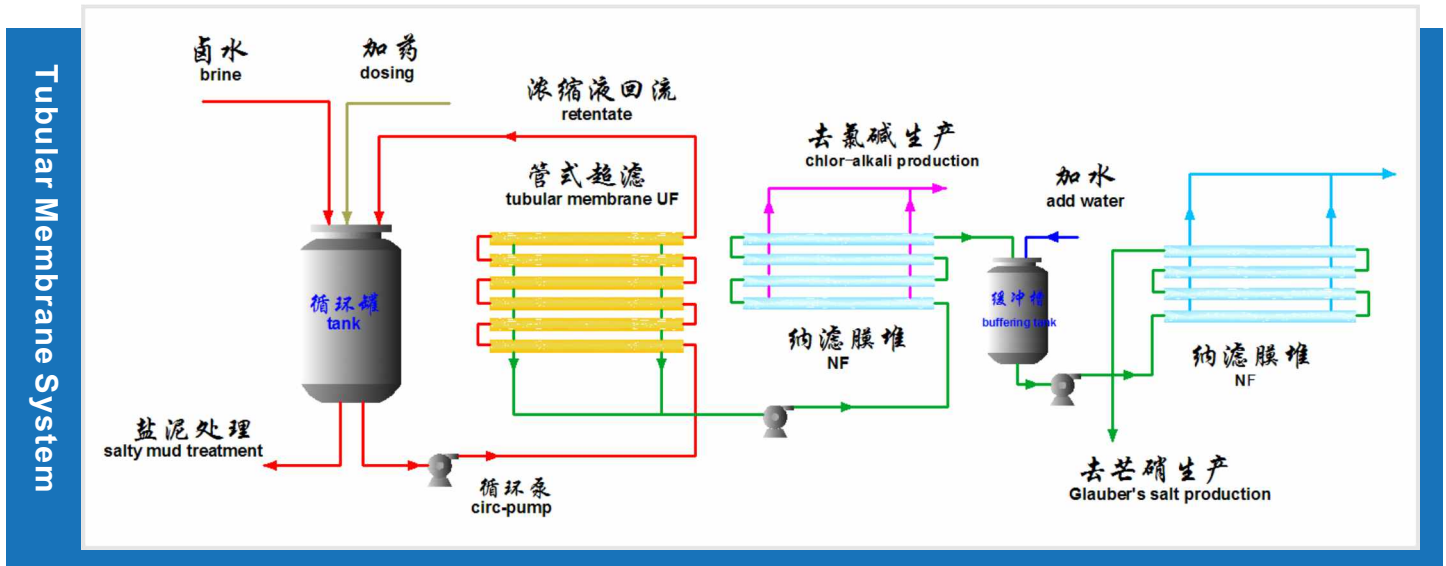 Tubular Membrane System
卤水
brine
加药
dosing
浓缩液回流
retentate
管式超滤
tubular membrane UF
去氯碱生产
chlor-alkali production
加水
add water
循环罐
tank
缓冲槽
buffering tank
纳滤膜堆
NF
纳滤膜堆
NF
盐泥处理
salty mud treatment
循环泵
circ-pump
去芒硝生产
Glauber's salt production